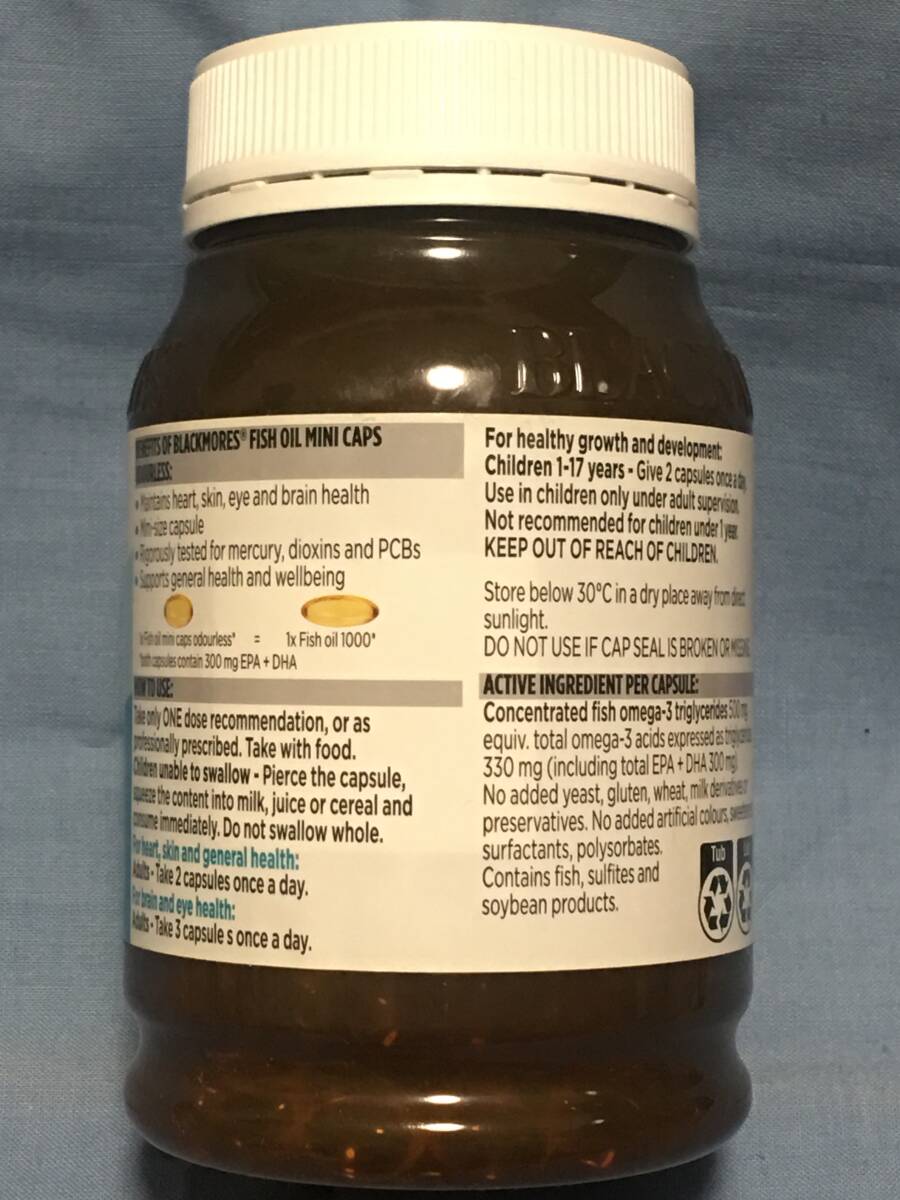 BLA
BENEFITS OF BLACKMORES® FISH OIL MINI CAPS
ODOURLESS:
• Maintains heart, skin, eye and brain health
• Mini-size capsule
• Rigorously tested for mercury, dioxins and PCBs
• Supports general health and wellbeing
1x Fish oil mini caps odourless* = 1x Fish oil 1000*
*both capsules contain 300 mg EPA + DHA
HOW TO USE:
Take only ONE dose recommendation, or as
professionally prescribed. Take with food.
Children unable to swallow - Pierce the capsule,
squeeze the content into milk, juice or cereal and
consume immediately. Do not swallow whole.
For heart, skin and general health:
Adults - Take 2 capsules once a day.
For brain and eye health:
Adults - Take 3 capsule s once a day.
For healthy growth and development:
Children 1-17 years - Give 2 capsules once a day.
Use in children only under adult supervision.
Not recommended for children under 1 year.
KEEP OUT OF REACH OF CHILDREN.
Store below 30°C in a dry place away from direct
sunlight.
DO NOT USE IF CAP SEAL IS BROKEN OR MISSING.
ACTIVE INGREDIENT PER CAPSULE:
Concentrated fish omega-3 triglycerides 500 mg
equiv. total omega-3 acids expressed as
330 mg (including total EPA + DHA 300 mg)
No added yeast, gluten, wheat, milk derivatives or
preservatives. No added artificial colours,
surfactants, polysorbates.
Contains fish, sulfites and
soybean products.
Tub